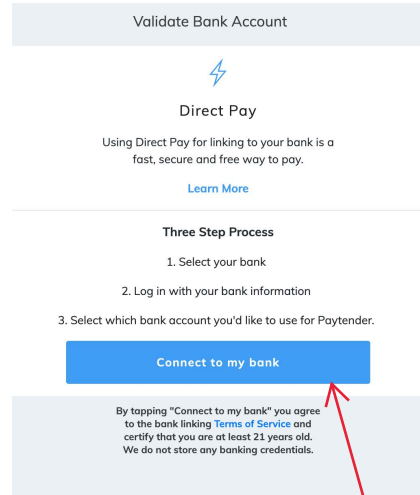 Validate Bank Account
Direct Pay
Using Direct Pay for linking to your bank is a
fast, secure and free way to pay.
Learn More
Three Step Process
1. Select your bank
2. Log in with your bank information
3. Select which bank account you'd like to use for Paytender.
Connect to my bank
By tapping "Connect to my bank" you agree
to the bank linking Terms of Service and
certify that you are at least 21 years old.
We do not store any banking credentials.